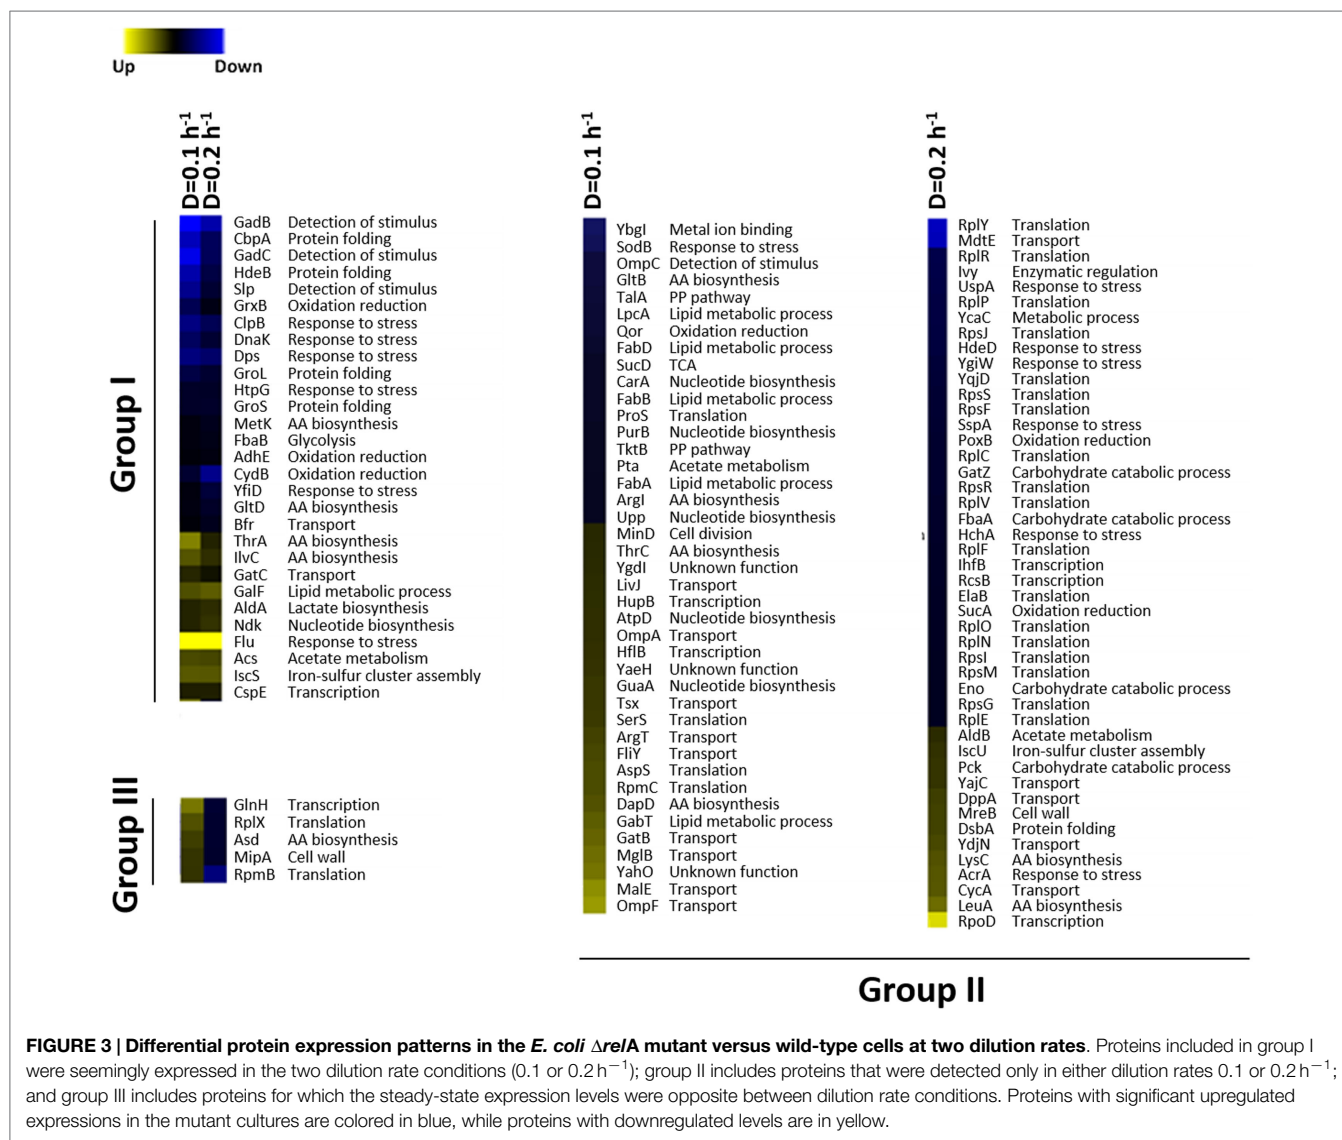 Up Down
D=0.1 h-1
D=0.2 h-1
Group I
GadB Detection of stimulus
CbpA Protein folding
GadC Detection of stimulus
HdeB Protein folding
Slp Detection of stimulus
GrxB Oxidation reduction
ClpB Response to stress
DnaK Response to stress
Dps Response to stress
GroL Protein folding
HtpG Response to stress
GroS Protein folding
MetK AA biosynthesis
FbaB Glycolysis
AdhE Oxidation reduction
CydB Oxidation reduction
YfiD Response to stress
GltD AA biosynthesis
Bfr Transport
ThrA AA biosynthesis
IlvC AA biosynthesis
GatC Transport
GalF Lipid metabolic process
AldA Lactate biosynthesis
Ndk Nucleotide biosynthesis
Flu Response to stress
Acs Acetate metabolism
IscS Iron-sulfur cluster assembly
CspE Transcription
Group III
GlnH Transcription
RplX Translation
Asd AA biosynthesis
MipA Cell wall
RpmB Translation
D=0.1 h-1
YbgI Metal ion binding
SodB Response to stress
OmpC Detection of stimulus
GltB AA biosynthesis
TalA PP pathway
LpcA Lipid metabolic process
Qor Oxidation reduction
FabD Lipid metabolic process
SucD TCA
CarA Nucleotide biosynthesis
FabB Lipid metabolic process
ProS Translation
PurB Nucleotide biosynthesis
TktB PP pathway
Pta Acetate metabolism
FabA Lipid metabolic process
ArgI AA biosynthesis
Upp Nucleotide biosynthesis
MinD Cell division
ThrC AA biosynthesis
YgdI Unknown function
LivJ Transport
HupB Transcription
AtpD Nucleotide biosynthesis
OmpA Transport
HflB Transcription
YaeH Unknown function
GuaA Nucleotide biosynthesis
Tsx Transport
SerS Translation
ArgT Transport
FliY Transport
AspS Translation
RpmC Translation
DapD AA biosynthesis
GabT Lipid metabolic process
GatB Transport
MglB Transport
YahO Unknown function
MalE Transport
OmpF Transport
D=0.2 h-1
RplY Translation
MdtE Transport
RplR Translation
Ivy Enzymatic regulation
UspA Response to stress
RplP Translation
YcaC Metabolic process
RpsJ Translation
HdeD Response to stress
YgiW Response to stress
YqjD Translation
RpsS Translation
RpsF Translation
SspA Response to stress
PoxB Oxidation reduction
RplC Translation
GatZ Carbohydrate catabolic process
RpsR Translation
RplV Translation
FbaA Carbohydrate catabolic process
HchA Response to stress
RplF Translation
IhfB Transcription
RcsB Transcription
ElaB Translation
SucA Oxidation reduction
RplO Translation
RplN Translation
RpsI Translation
RpsM Translation
Eno Carbohydrate catabolic process
RpsG Translation
RplE Translation
AldB Acetate metabolism
IscU Iron-sulfur cluster assembly
Pck Carbohydrate catabolic process
YajC Transport
DppA Transport
MreB Cell wall
DsbA Protein folding
YdjN Transport
LysC AA biosynthesis
AcrA Response to stress
CycA Transport
LeuA AA biosynthesis
RpoD Transcription
Group II
FIGURE 3 | Differential protein expression patterns in the E. coli ΔrelA mutant versus wild-type cells at two dilution rates. Proteins included in group I
were seemingly expressed in the two dilution rate conditions (0.1 or 0.2 h−1); group II includes proteins that were detected only in either dilution rates 0.1 or 0.2 h−1;
and group III includes proteins for which the steady-state expression levels were opposite between dilution rate conditions. Proteins with significant upregulated
expressions in the mutant cultures are colored in blue, while proteins with downregulated levels are in yellow.